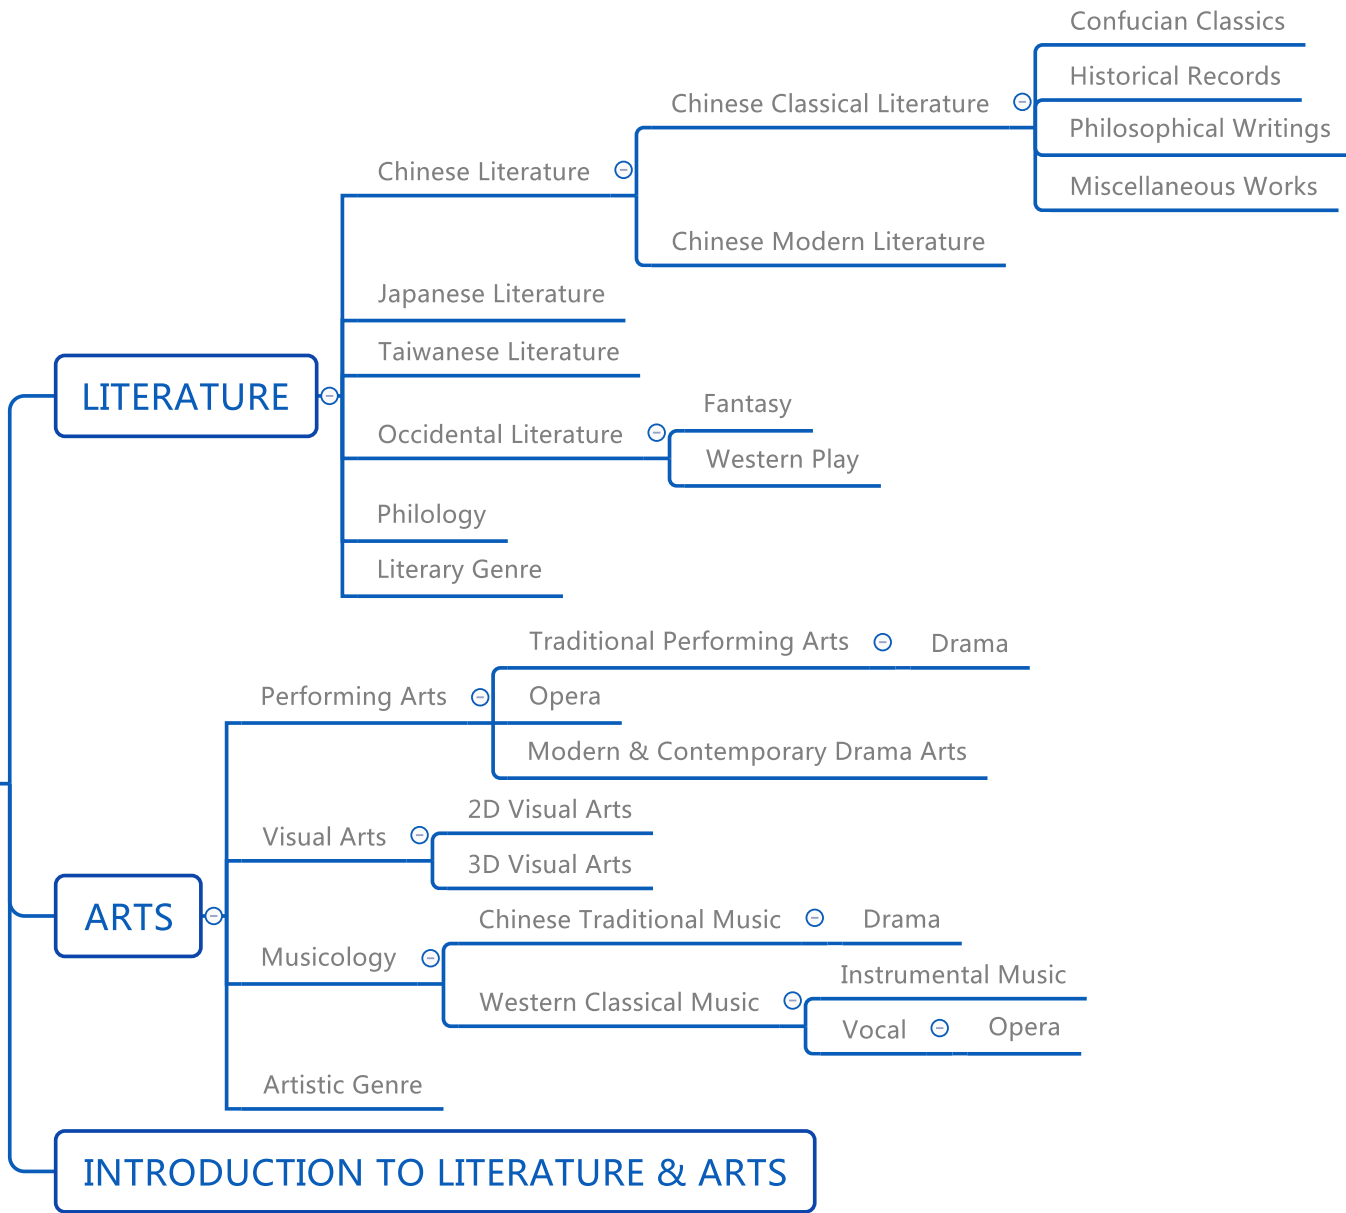 Confucian Classics
Historical Records
Chinese Classical Literature
Philosophical Writings
Chinese Literature
Miscellaneous Works
Chinese Modern Literature
Japanese Literature
Taiwanese Literature
LITERATURE
Fantasy
Occidental Literature
Western Play
Philology
Literary Genre
Traditional Performing Arts
Drama
Performing Arts
Opera
Modern & Contemporary Drama Arts
2D Visual Arts
Visual Arts
3D Visual Arts
ARTS
Chinese Traditional Music
Drama
Musicology
Instrumental Music
Western Classical Music
Vocal
Opera
Artistic Genre
INTRODUCTION TO LITERATURE & ARTS